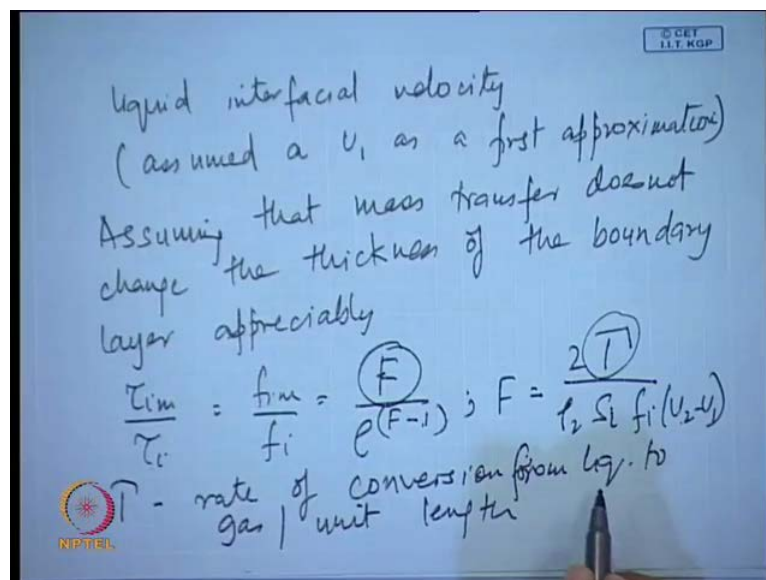 © CET
I.I.T. KGP
liquid interfacial velocity
(assumed a U₁ as a first approximation)
Assuming that mass transfer does not
change the thickness of the boundary
layer appreciably
τim/τi = fim/fi = F/e^(F-1) ; F = 2Γ/(ρ₂ Si fi (U₂-U₁))
Γ - rate of conversion from liq. to
gas / unit length
NPTEL